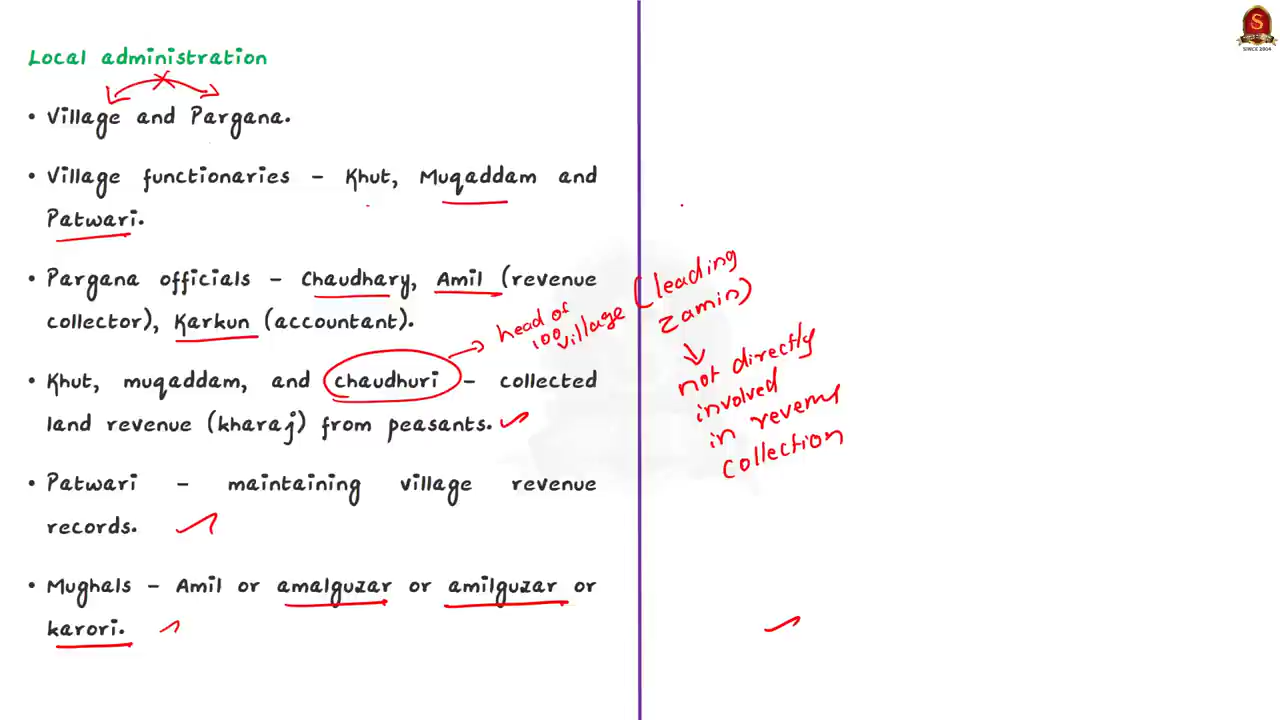 Local administration
• Village and Pargana.
• Village functionaries – Khut, Muqaddam and
Patwari.
• Pargana officials – Chaudhary, Amil (revenue
collector), Karkun (accountant).
• Khut, muqaddam, and chaudhuri – collected
land revenue (kharaj) from peasants.
• Patwari – maintaining village revenue
records.
• Mughals – Amil or amalguzar or amilguzar or
karori.
head of
100
village
(leading
zamin)
not directly
involved
in revenue
collection
S
SINCE 2004